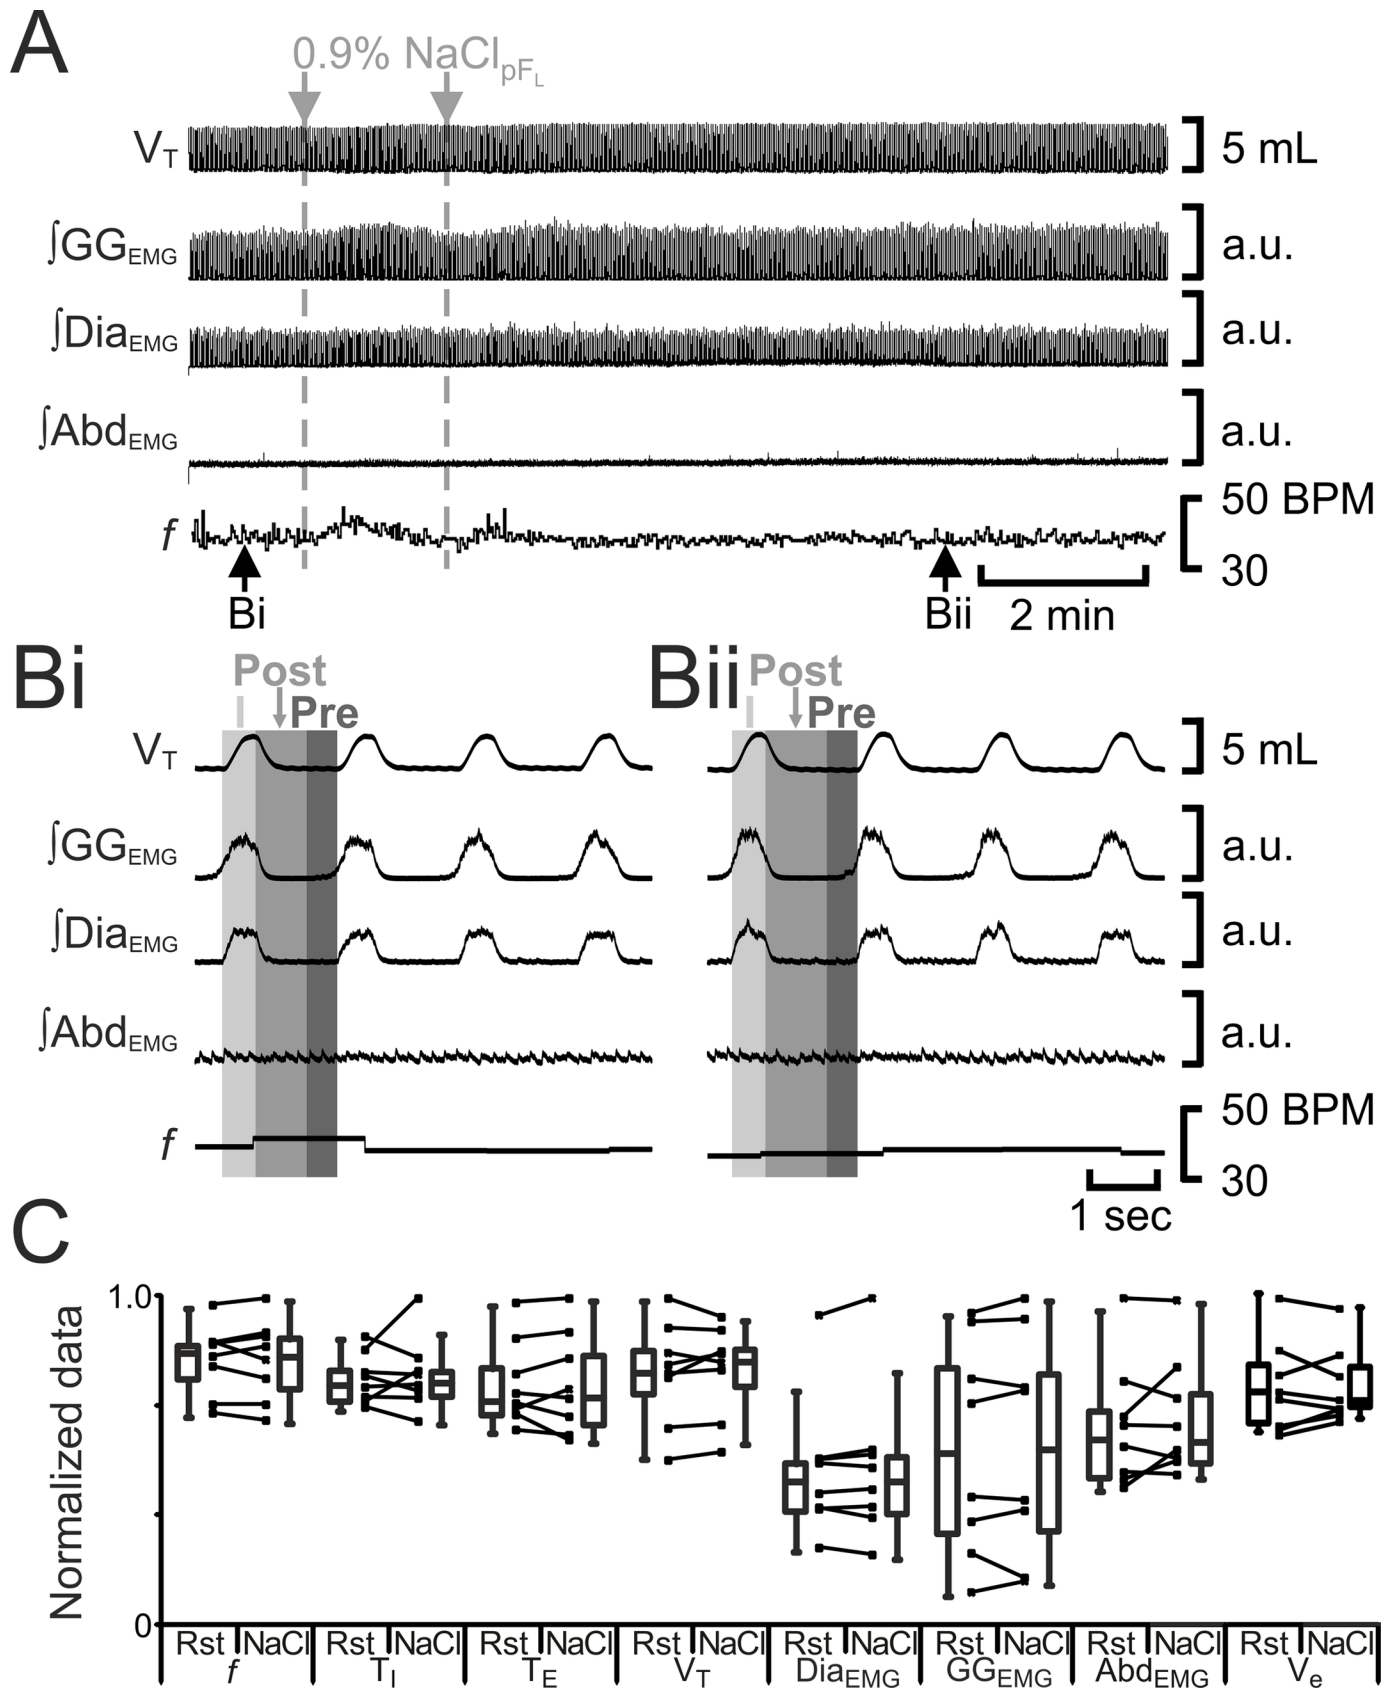 A
0.9% NaClpFL
VT 5 mL
∫GGEMG a.u.
∫DiaEMG a.u.
∫AbdEMG a.u.
f 50 BPM
30
Bi Bii 2 min
Bi Post Bii Post
Pre Pre
VT 5 mL
∫GGEMG a.u.
∫DiaEMG a.u.
∫AbdEMG a.u.
f 50 BPM
30
1 sec
C
Normalized data
1.0
0
Rst NaCl Rst NaCl Rst NaCl Rst NaCl Rst NaCl Rst NaCl Rst NaCl Rst NaCl
f TI TE VT DiaEMG GGEMG AbdEMG Ve